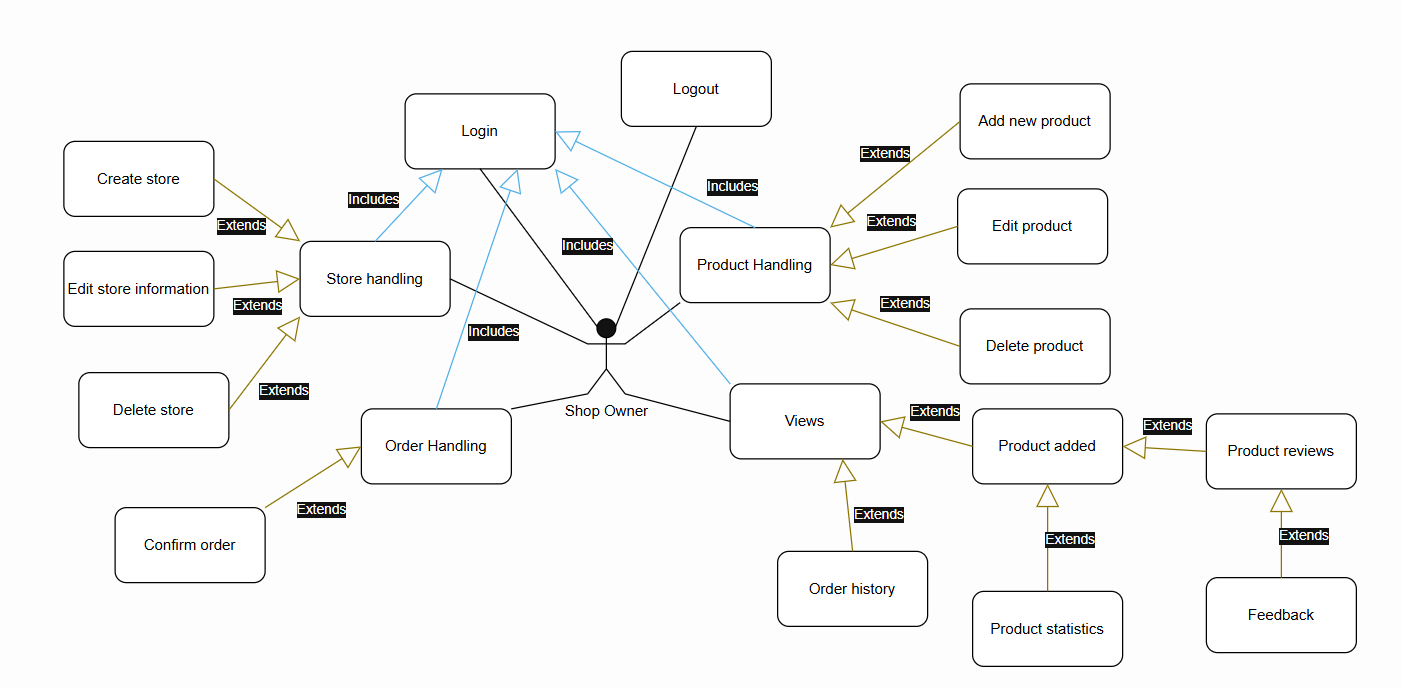 Logout
Login
Add new product
Extends
Create store
Includes
Includes
Extends
Edit product
Extends
Includes
Product Handling
Store handling
Edit store information
Extends
Extends
Includes
Delete product
Extends
Delete store
Shop Owner
Extends
Views
Extends
Order Handling
Product added
Product reviews
Extends
Extends
Confirm order
Extends
Extends
Order history
Product statistics
Feedback